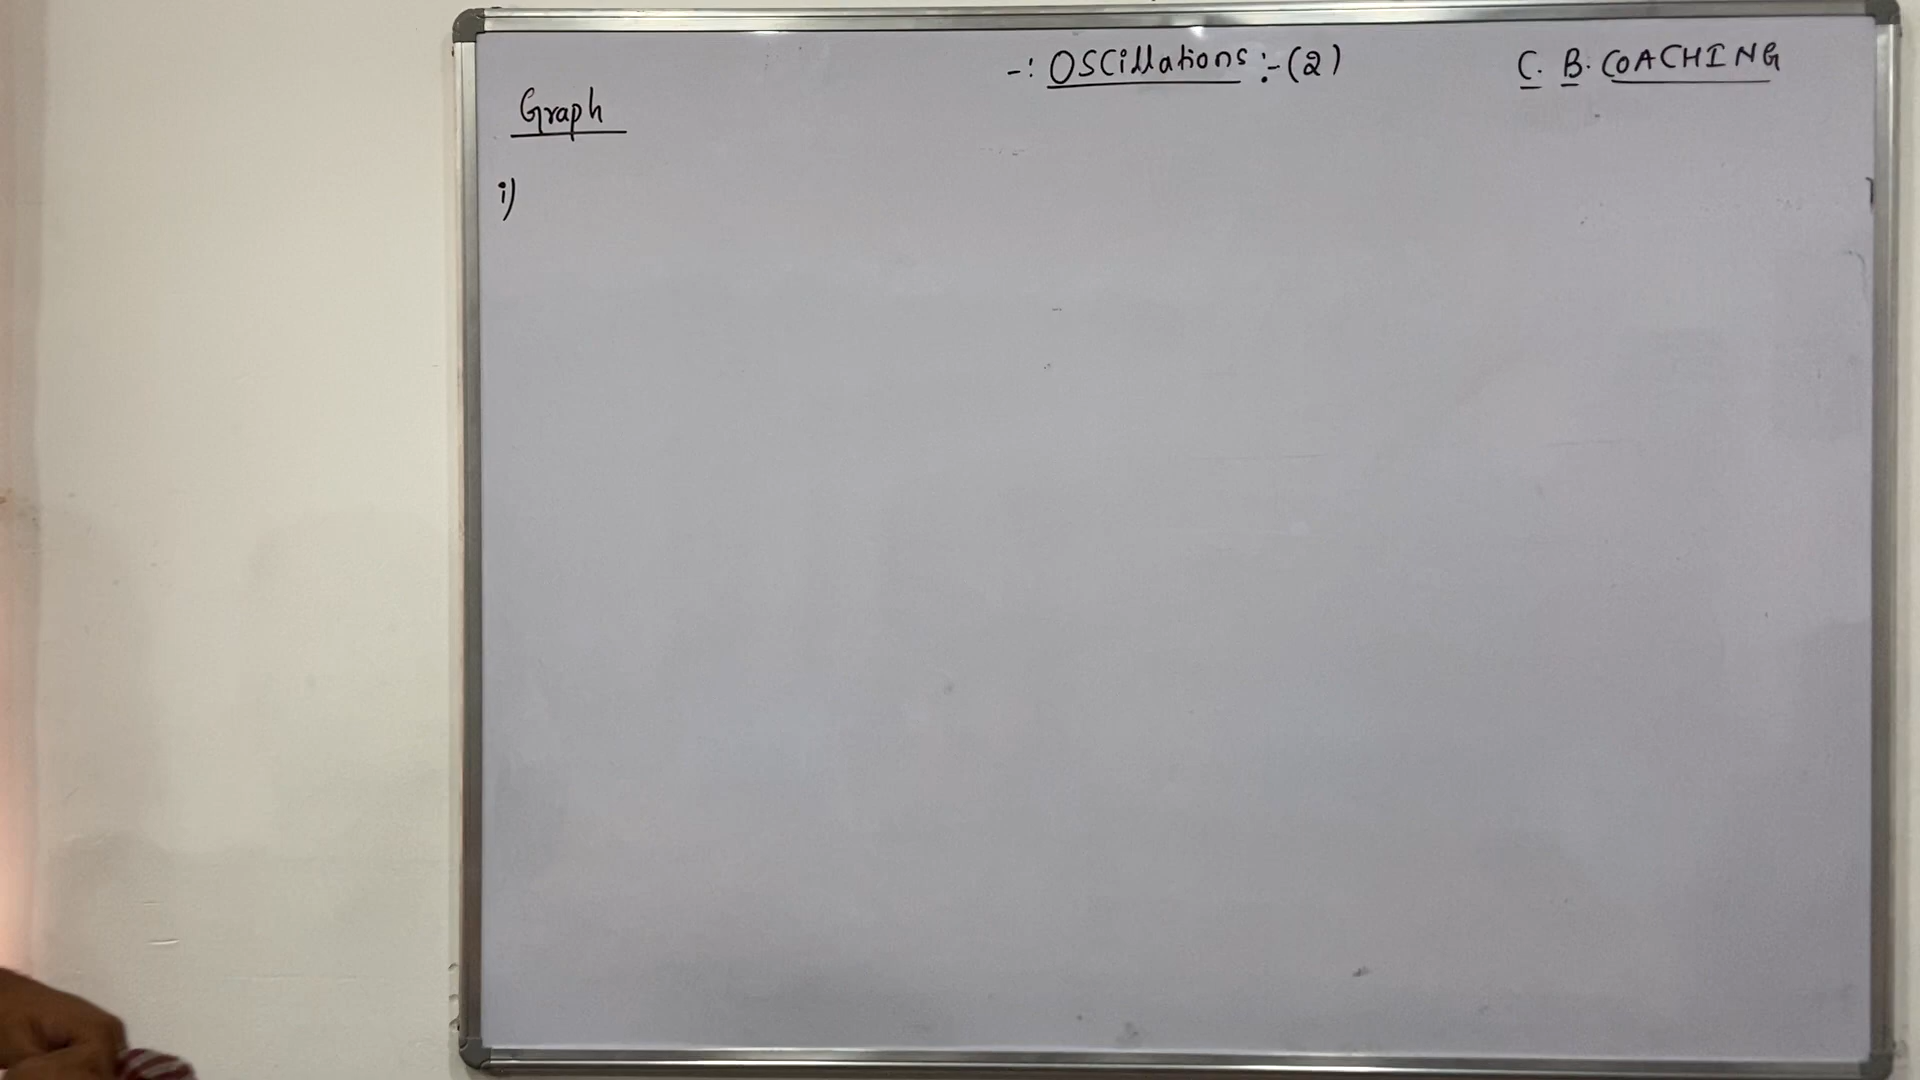 -: OSCillations :- (2)
C. B. COACHING
Graph
i)